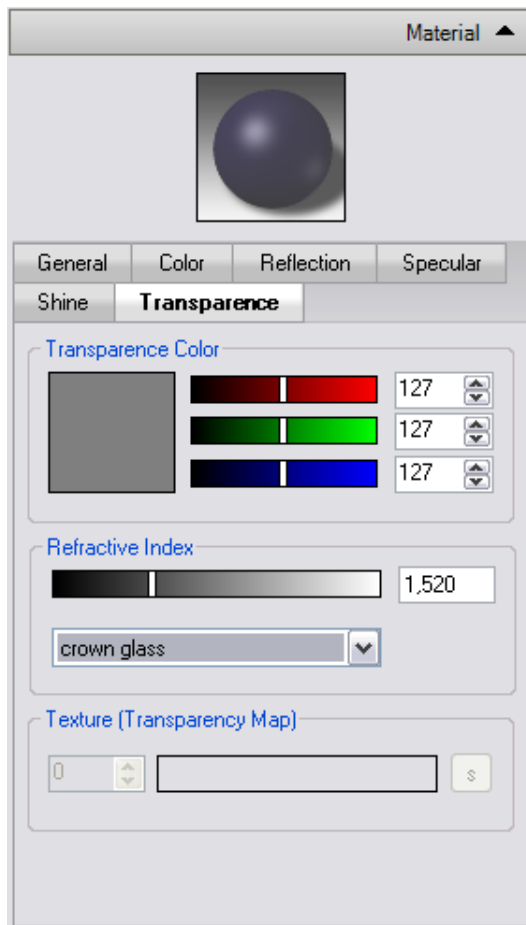 Material
General Color Reflection Specular
Shine Transparence
Transparence Color
127
127
127
Refractive Index
1,520
crown glass
Texture (Transparency Map)
0 s